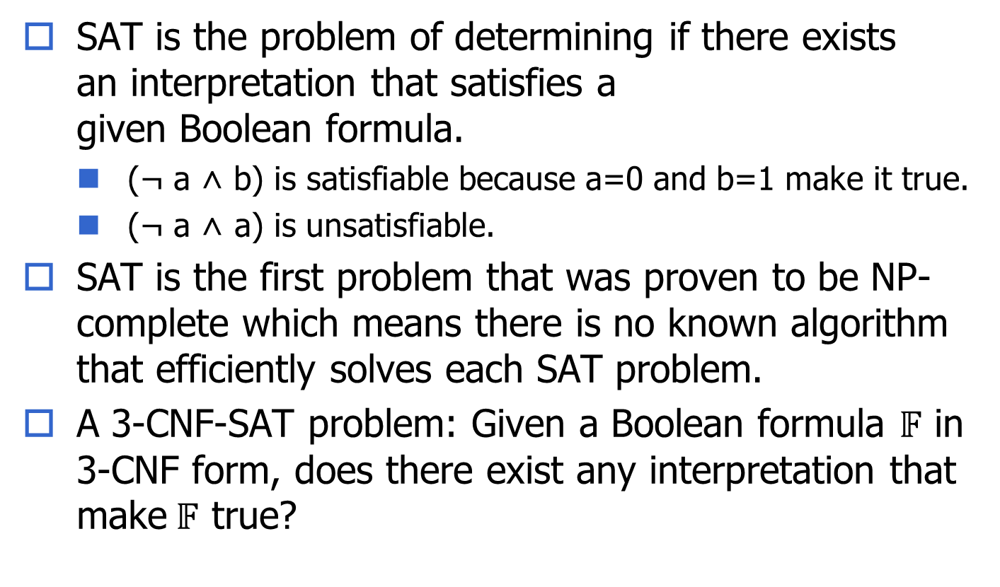 SAT is the problem of determining if there exists
an interpretation that satisfies a
given Boolean formula.
(¬ a ∧ b) is satisfiable because a=0 and b=1 make it true.
(¬ a ∧ a) is unsatisfiable.
SAT is the first problem that was proven to be NP-
complete which means there is no known algorithm
that efficiently solves each SAT problem.
A 3-CNF-SAT problem: Given a Boolean formula 𝔽 in
3-CNF form, does there exist any interpretation that
make 𝔽 true?